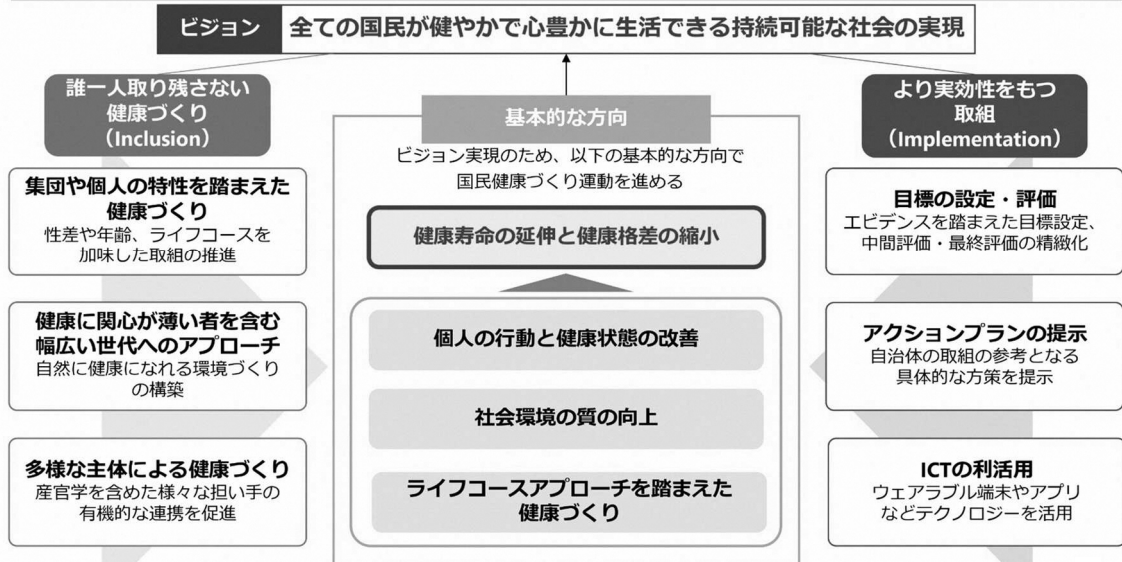 ビジョン 全ての国民が健やかで心豊かに生活できる持続可能な社会の実現
誰一人取り残さない
健康づくり
（Inclusion）
集団や個人の特性を踏まえた
健康づくり
性差や年齢、ライフコースを
加味した取組の推進
健康に関心が薄い者を含む
幅広い世代へのアプローチ
自然に健康になれる環境づくり
の構築
多様な主体による健康づくり
産官学を含めた様々な担い手の
有機的な連携を促進
基本的な方向
ビジョン実現のため、以下の基本的な方向で
国民健康づくり運動を進める
健康寿命の延伸と健康格差の縮小
個人の行動と健康状態の改善
社会環境の質の向上
ライフコースアプローチを踏まえた
健康づくり
より実効性をもつ
取組
（Implementation）
目標の設定・評価
エビデンスを踏まえた目標設定、
中間評価・最終評価の精緻化
アクションプランの提示
自治体の取組の参考となる
具体的な方策を提示
ICTの利活用
ウェアラブル端末やアプリ
などテクノロジーを活用